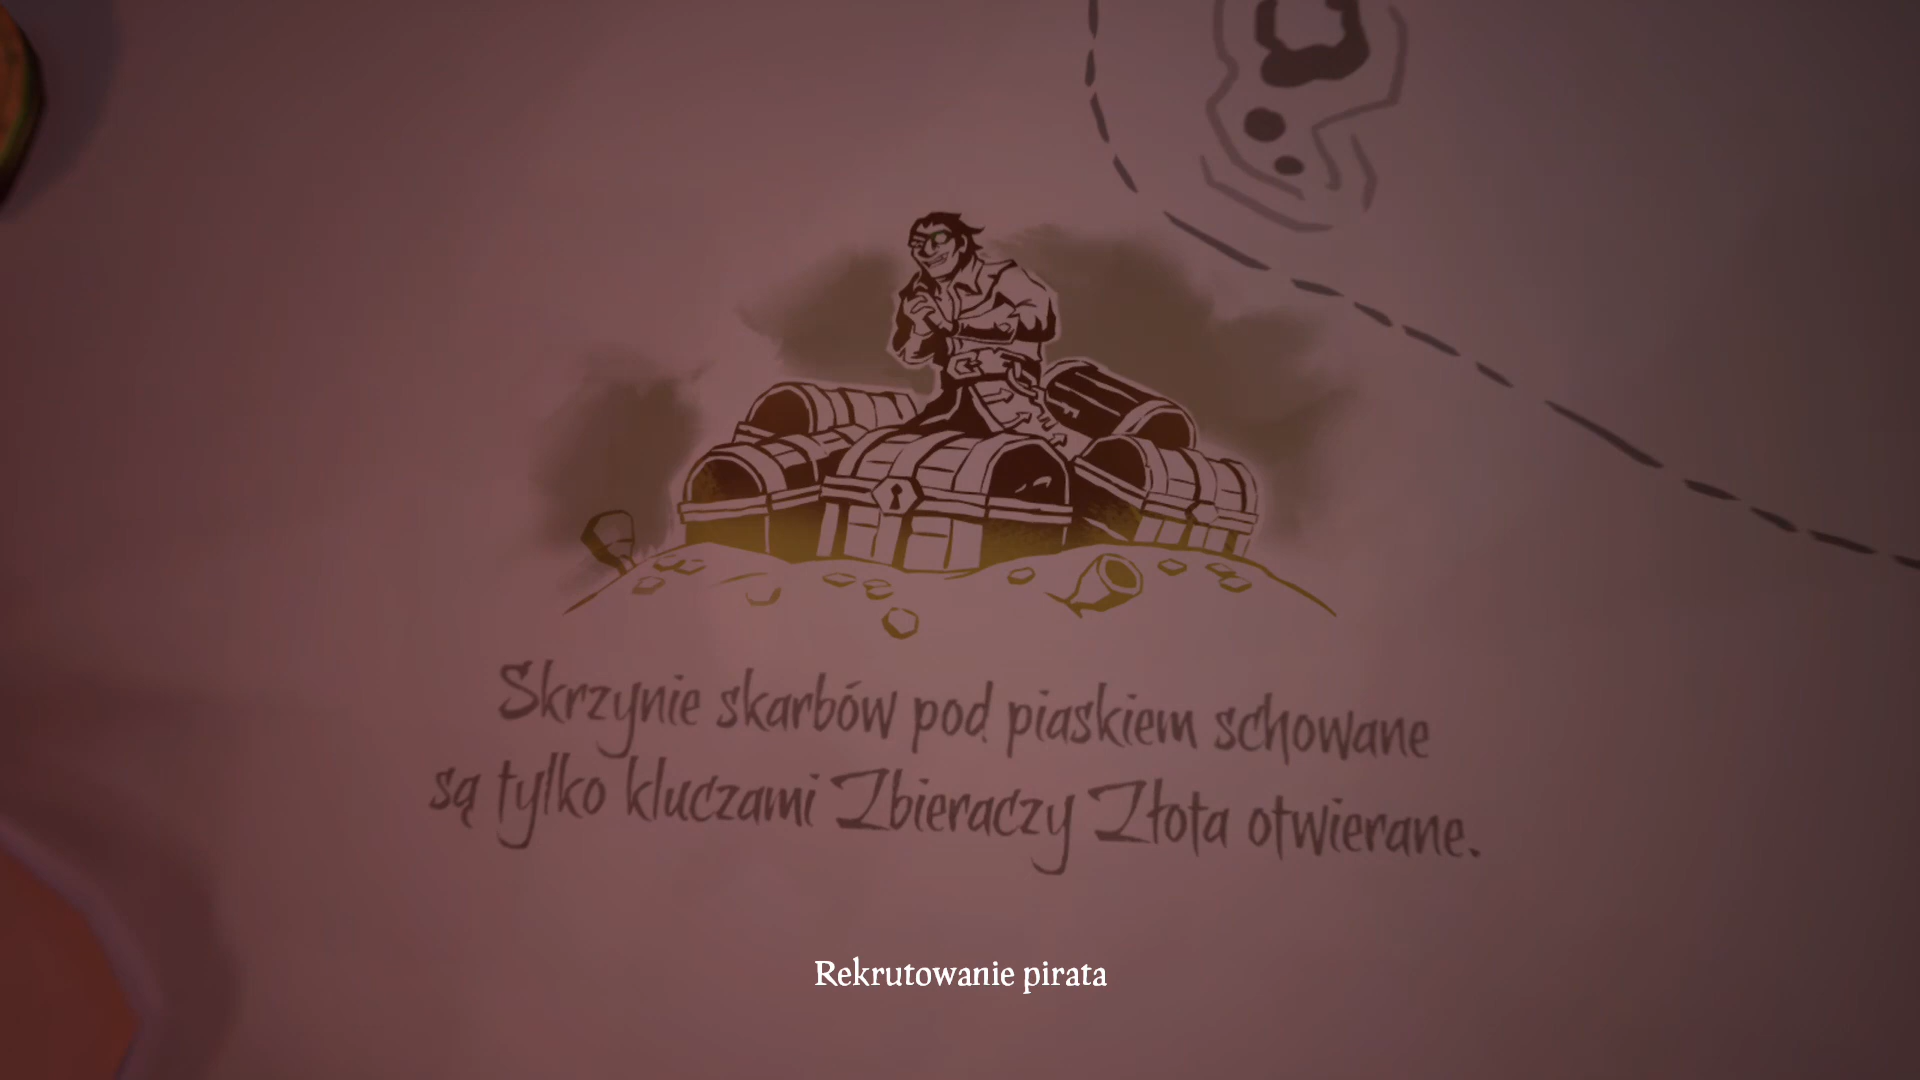 Skrzynie skarbów pod piaskiem schowane
są tylko kluczami Zbieraczy Złota otwierane.
Rekrutowanie pirata